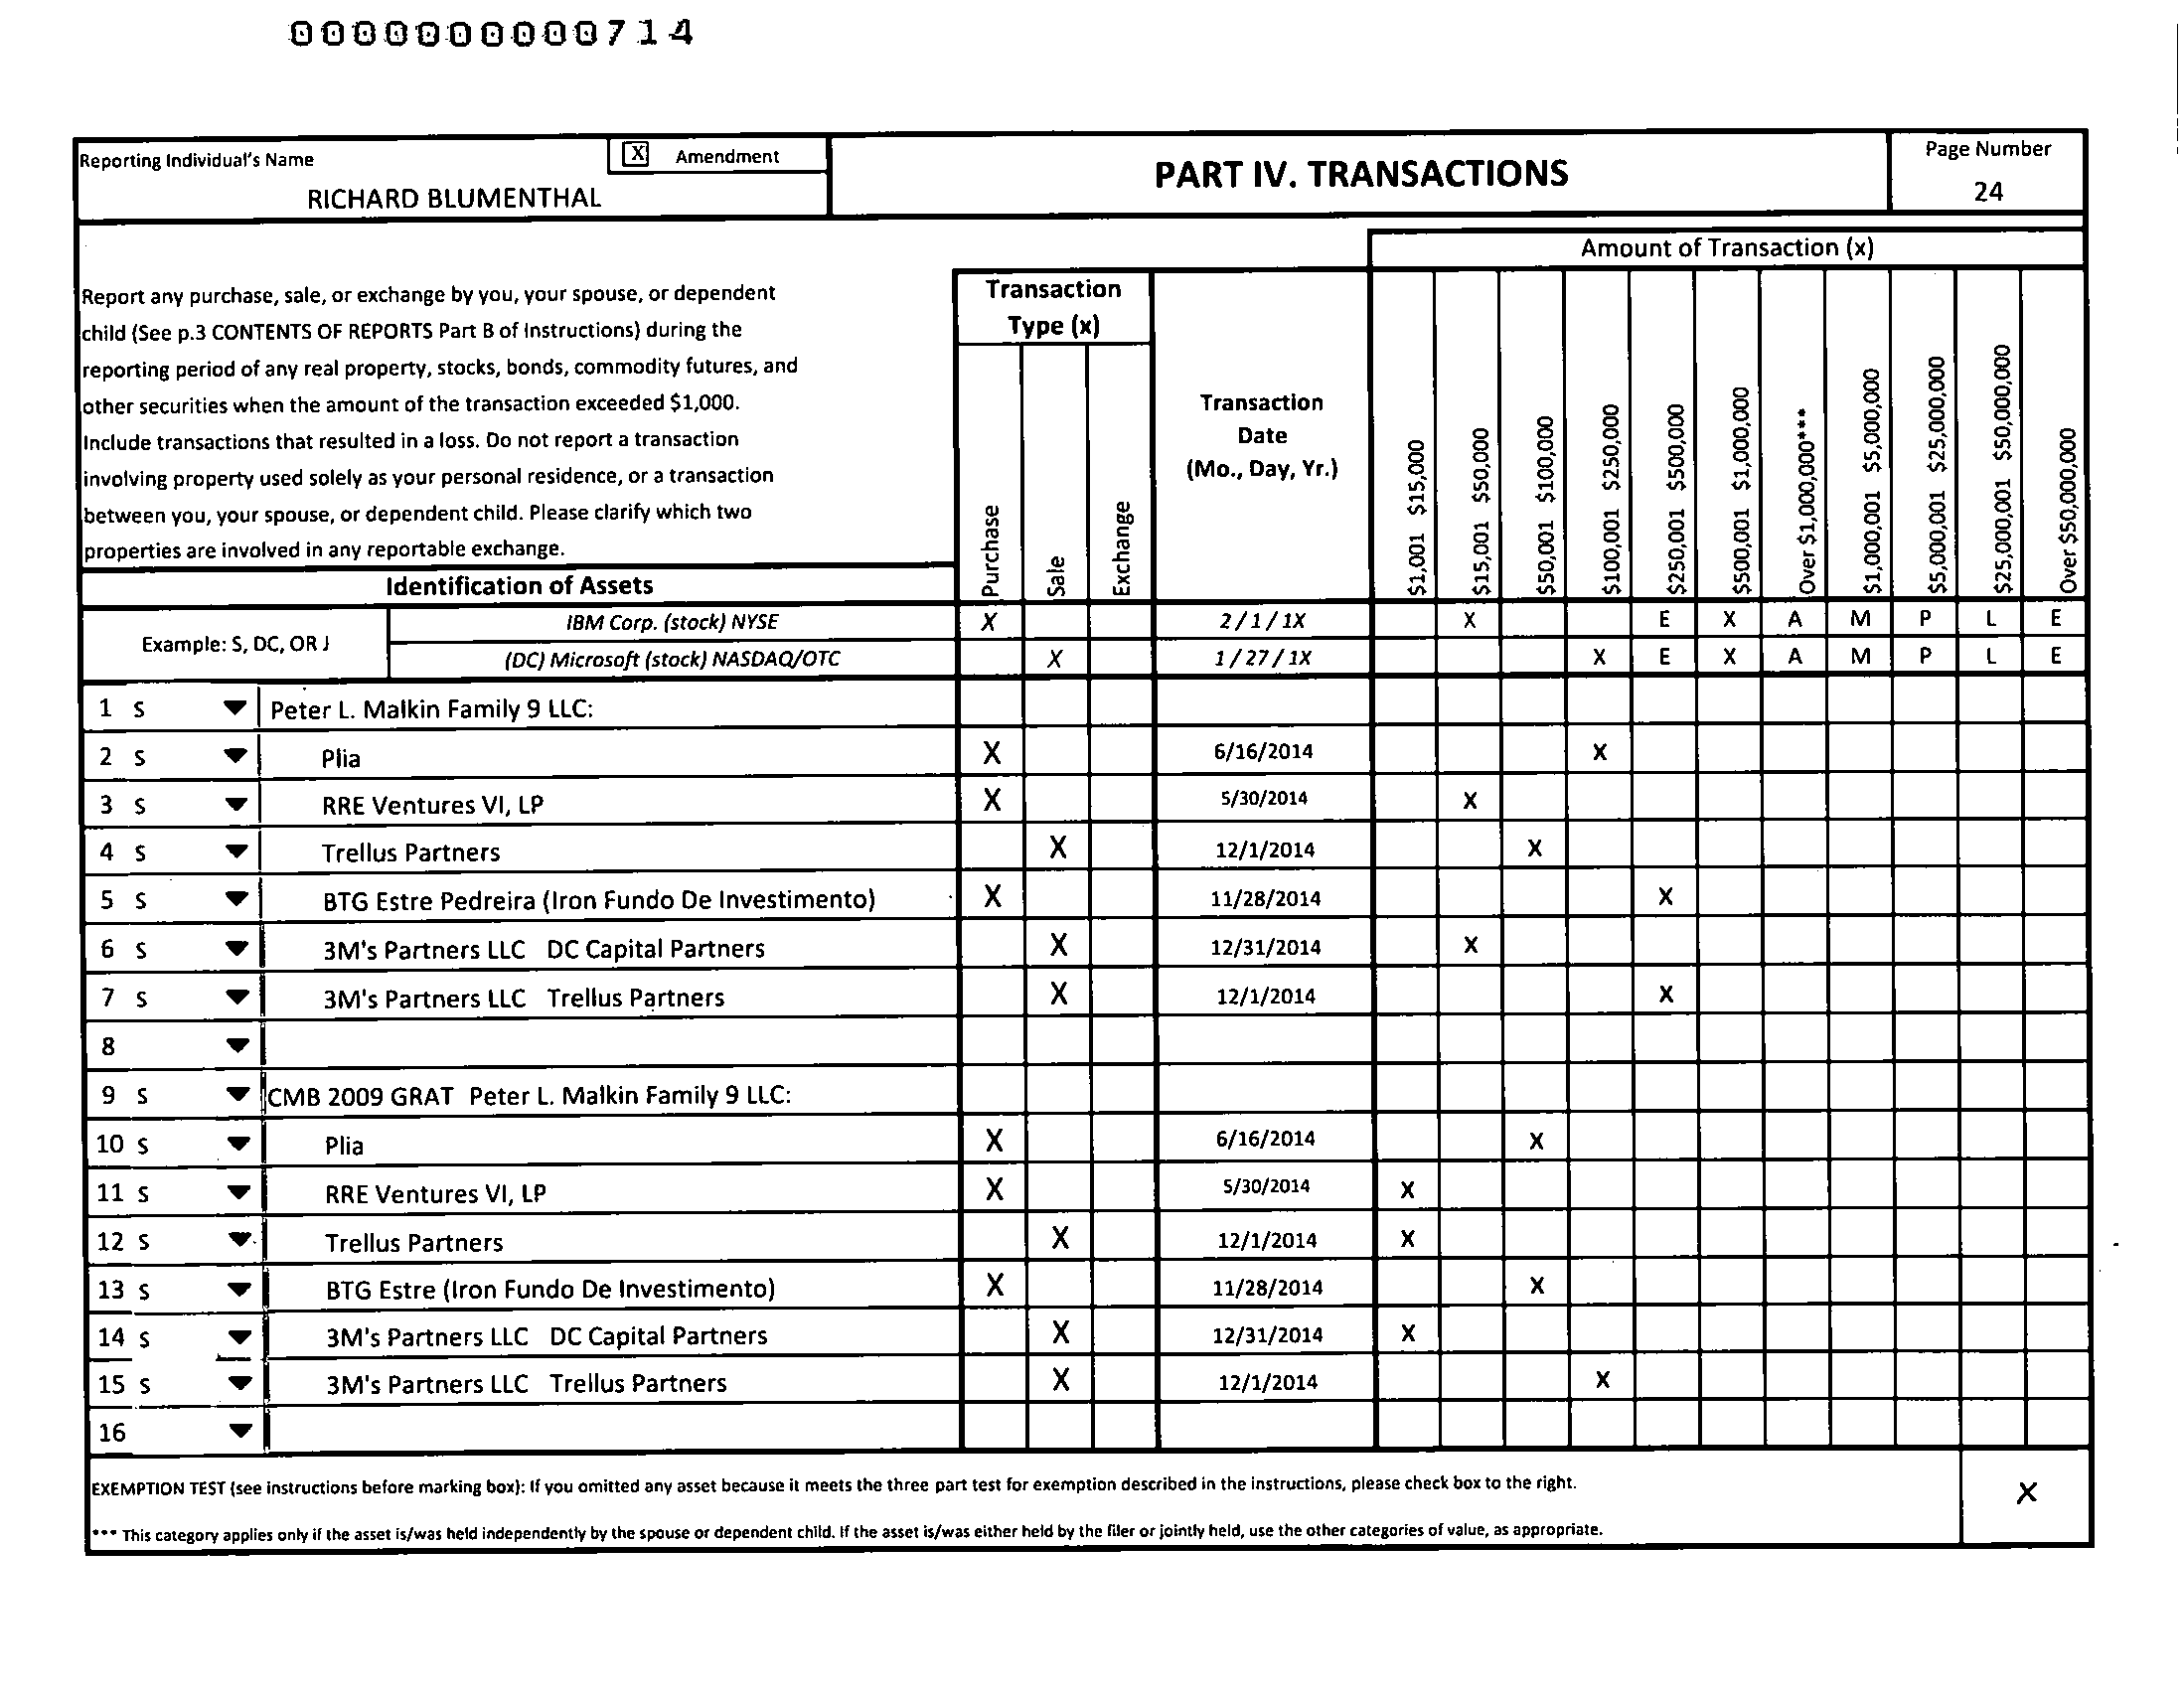 0000000000714
Reporting Individual's Name
X Amendment
RICHARD BLUMENTHAL
PART IV. TRANSACTIONS
Page Number
24
Report any purchase, sale, or exchange by you, your spouse, or dependent
child (See p.3 CONTENTS OF REPORTS Part B of Instructions) during the
reporting period of any real property, stocks, bonds, commodity futures, and
other securities when the amount of the transaction exceeded $1,000.
Include transactions that resulted in a loss. Do not report a transaction
involving property used solely as your personal residence, or a transaction
between you, your spouse, or dependent child. Please clarify which two
properties are involved in any reportable exchange.
Identification of Assets
Transaction
Type (x)
Purchase
Sale
Exchange
Transaction
Date
(Mo., Day, Yr.)
Amount of Transaction (x)
$1,001 $15,000
$15,001 $50,000
$50,001 $100,000
$100,001 $250,000
$250,001 $500,000
$500,001 $1,000,000
Over $1,000,000***
$1,000,001 $5,000,000
$5,000,001 $25,000,000
$25,000,001 $50,000,000
Over $50,000,000
Example: S, DC, OR J
IBM Corp. (stock) NYSE X 2/1/1X X E X A M P L E
(DC) Microsoft (stock) NASDAQ/OTC X 1/27/1X X E X A M P L E
1 S Peter L. Malkin Family 9 LLC:
2 S Plia X 6/16/2014 X
3 S RRE Ventures VI, LP X 5/30/2014 X
4 S Trellus Partners X 12/1/2014 X
5 S BTG Estre Pedreira (Iron Fundo De Investimento) X 11/28/2014 X
6 S 3M's Partners LLC DC Capital Partners X 12/31/2014 X
7 S 3M's Partners LLC Trellus Partners X 12/1/2014 X
8
9 S CMB 2009 GRAT Peter L. Malkin Family 9 LLC:
10 S Plia X 6/16/2014 X
11 S RRE Ventures VI, LP X 5/30/2014 X
12 S Trellus Partners X 12/1/2014 X
13 S BTG Estre (Iron Fundo De Investimento) X 11/28/2014 X
14 S 3M's Partners LLC DC Capital Partners X 12/31/2014 X
15 S 3M's Partners LLC Trellus Partners X 12/1/2014 X
16
EXEMPTION TEST (see instructions before marking box): If you omitted any asset because it meets the three part test for exemption described in the instructions, please check box to the right.
X
*** This category applies only if the asset is/was held independently by the spouse or dependent child. If the asset is/was either held by the filer or jointly held, use the other categories of value, as appropriate.